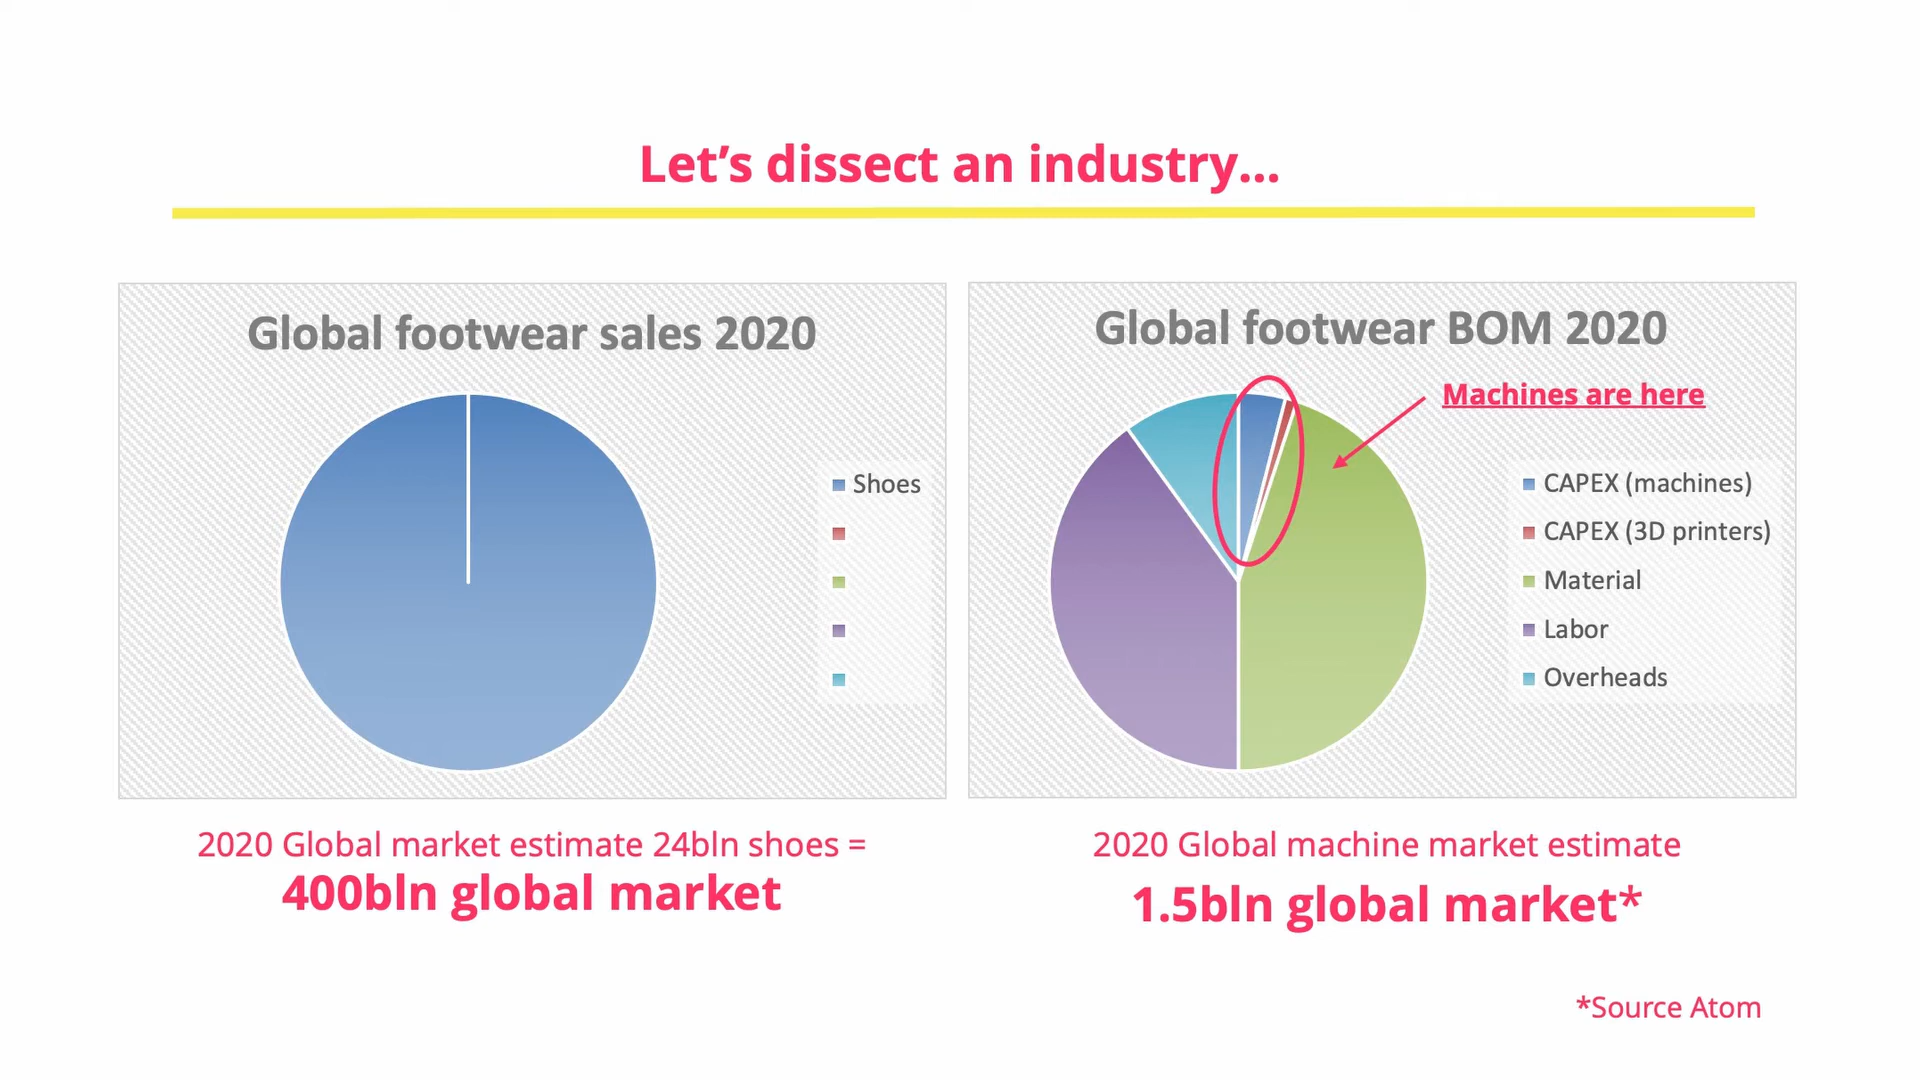 Let’s dissect an industry...
Global footwear sales 2020
Shoes
2020 Global market estimate 24bln shoes =
400bln global market
Global footwear BOM 2020
Machines are here
CAPEX (machines)
CAPEX (3D printers)
Material
Labor
Overheads
2020 Global machine market estimate
1.5bln global market*
*Source Atom